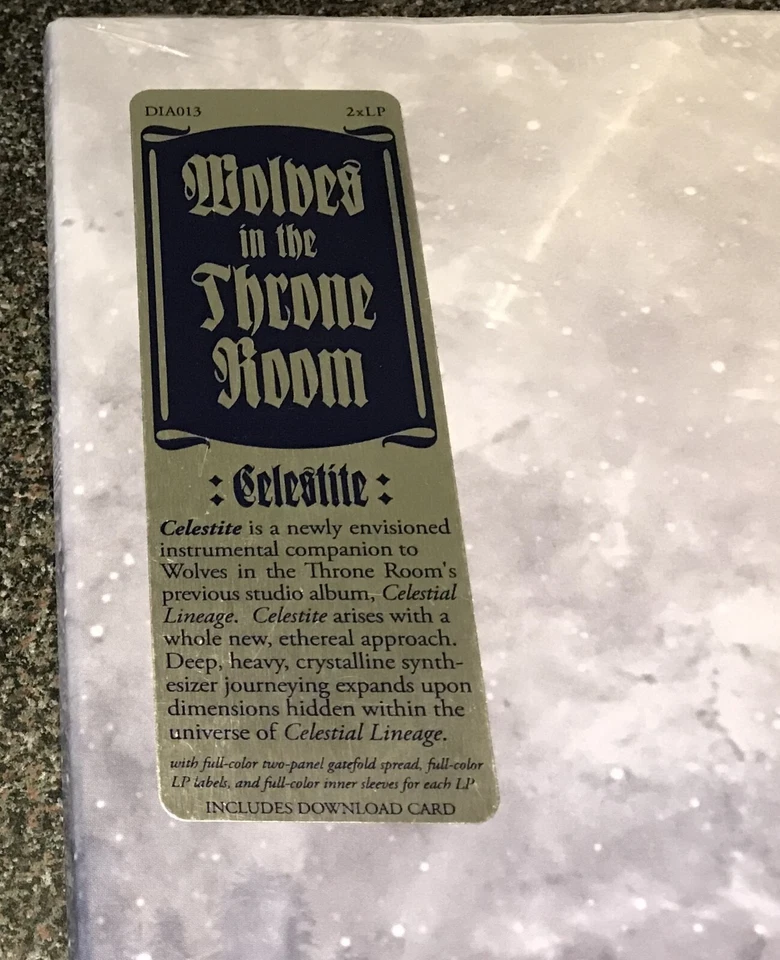 DIA013 2xLP
Wolves
in the
Throne
Room
: Celestite :
Celestite is a newly envisioned
instrumental companion to
Wolves in the Throne Room's
previous studio album, Celestial
Lineage. Celestite arises with a
whole new, ethereal approach.
Deep, heavy, crystalline synth-
esizer journeying expands upon
dimensions hidden within the
universe of Celestial Lineage.
with full-color two-panel gatefold spread, full-color
LP labels, and full-color inner sleeves for each LP
INCLUDES DOWNLOAD CARD